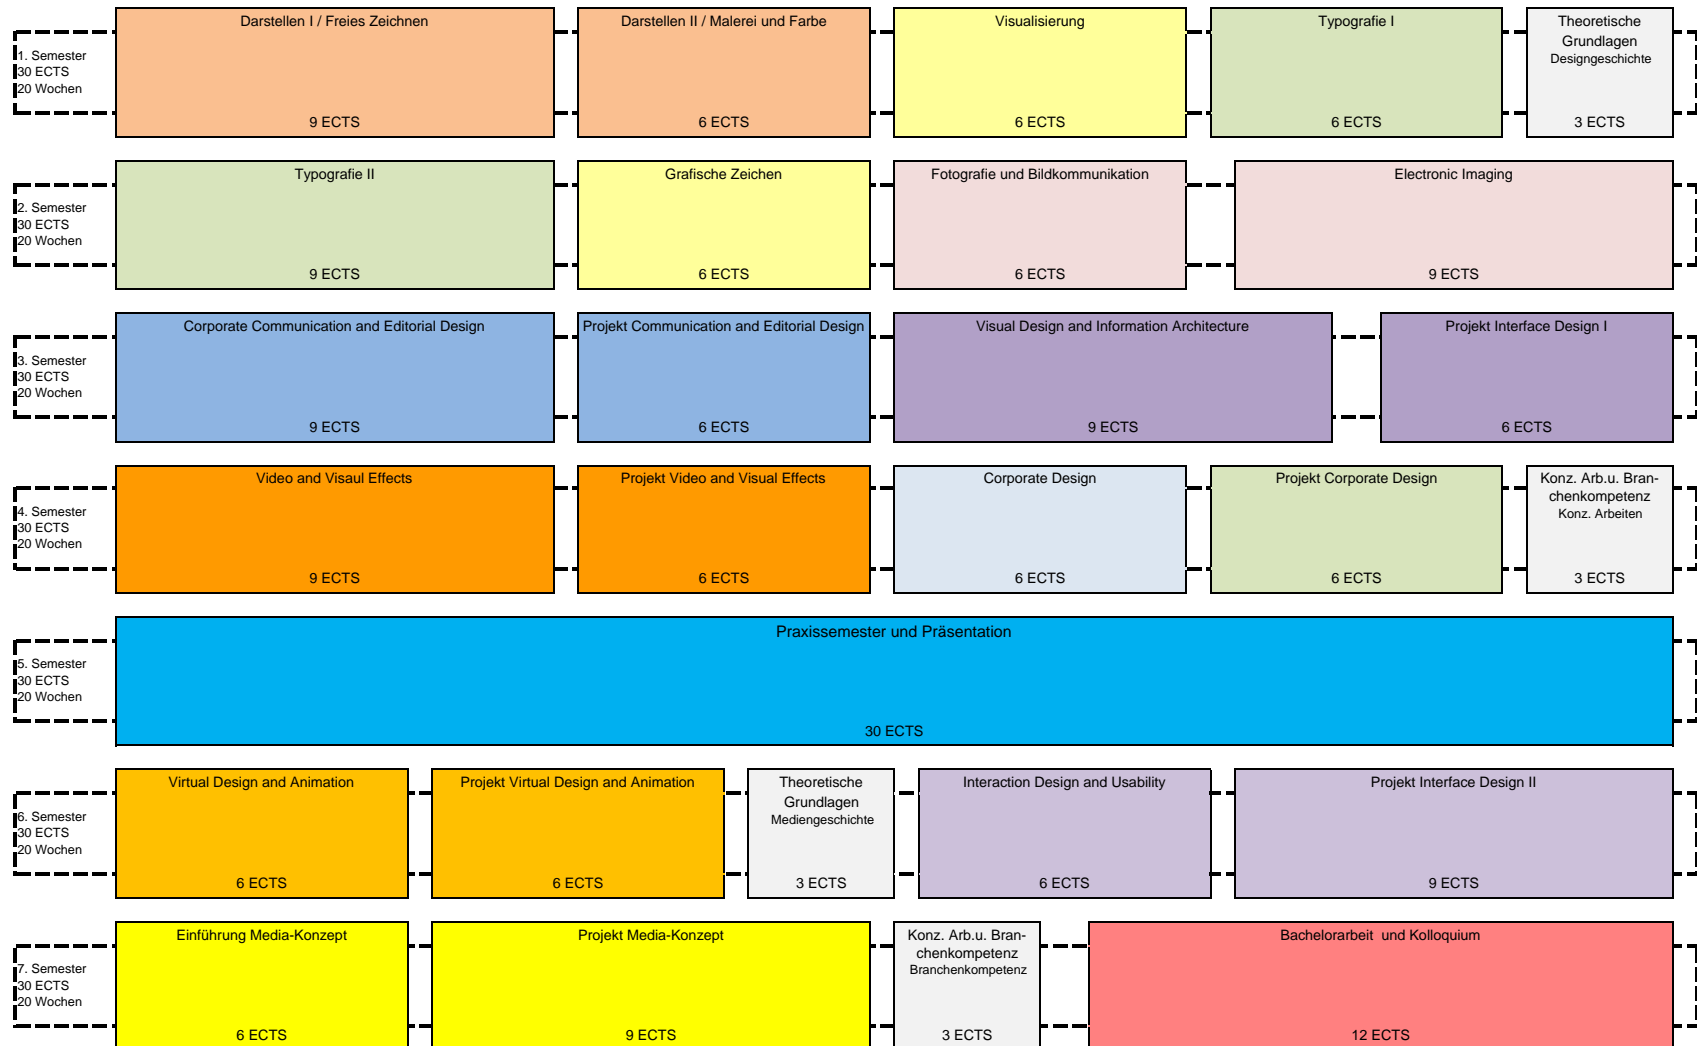 Darstellen I / Freies Zeichnen
Darstellen II / Malerei und Farbe
Visualisierung
Typografie I
Theoretische
Grundlagen
Designgeschichte
1. Semester
30 ECTS
20 Wochen
9 ECTS
6 ECTS
6 ECTS
6 ECTS
3 ECTS
Typografie II
Grafische Zeichen
Fotografie und Bildkommunikation
Electronic Imaging
2. Semester
30 ECTS
20 Wochen
9 ECTS
6 ECTS
6 ECTS
9 ECTS
Corporate Communication and Editorial Design
Projekt Communication and Editorial Design
Visual Design and Information Architecture
Projekt Interface Design I
3. Semester
30 ECTS
20 Wochen
9 ECTS
6 ECTS
9 ECTS
6 ECTS
Video and Visaul Effects
Projekt Video and Visual Effects
Corporate Design
Projekt Corporate Design
Konz. Arb.u. Bran-
chenkompetenz
Konz. Arbeiten
4. Semester
30 ECTS
20 Wochen
9 ECTS
6 ECTS
6 ECTS
6 ECTS
3 ECTS
Praxissemester und Präsentation
5. Semester
30 ECTS
20 Wochen
30 ECTS
Virtual Design and Animation
Projekt Virtual Design and Animation
Theoretische
Grundlagen
Mediengeschichte
Interaction Design and Usability
Projekt Interface Design II
6. Semester
30 ECTS
20 Wochen
6 ECTS
6 ECTS
3 ECTS
6 ECTS
9 ECTS
Einführung Media-Konzept
Projekt Media-Konzept
Konz. Arb.u. Bran-
chenkompetenz
Branchenkompetenz
Bachelorarbeit und Kolloquium
7. Semester
30 ECTS
20 Wochen
6 ECTS
9 ECTS
3 ECTS
12 ECTS